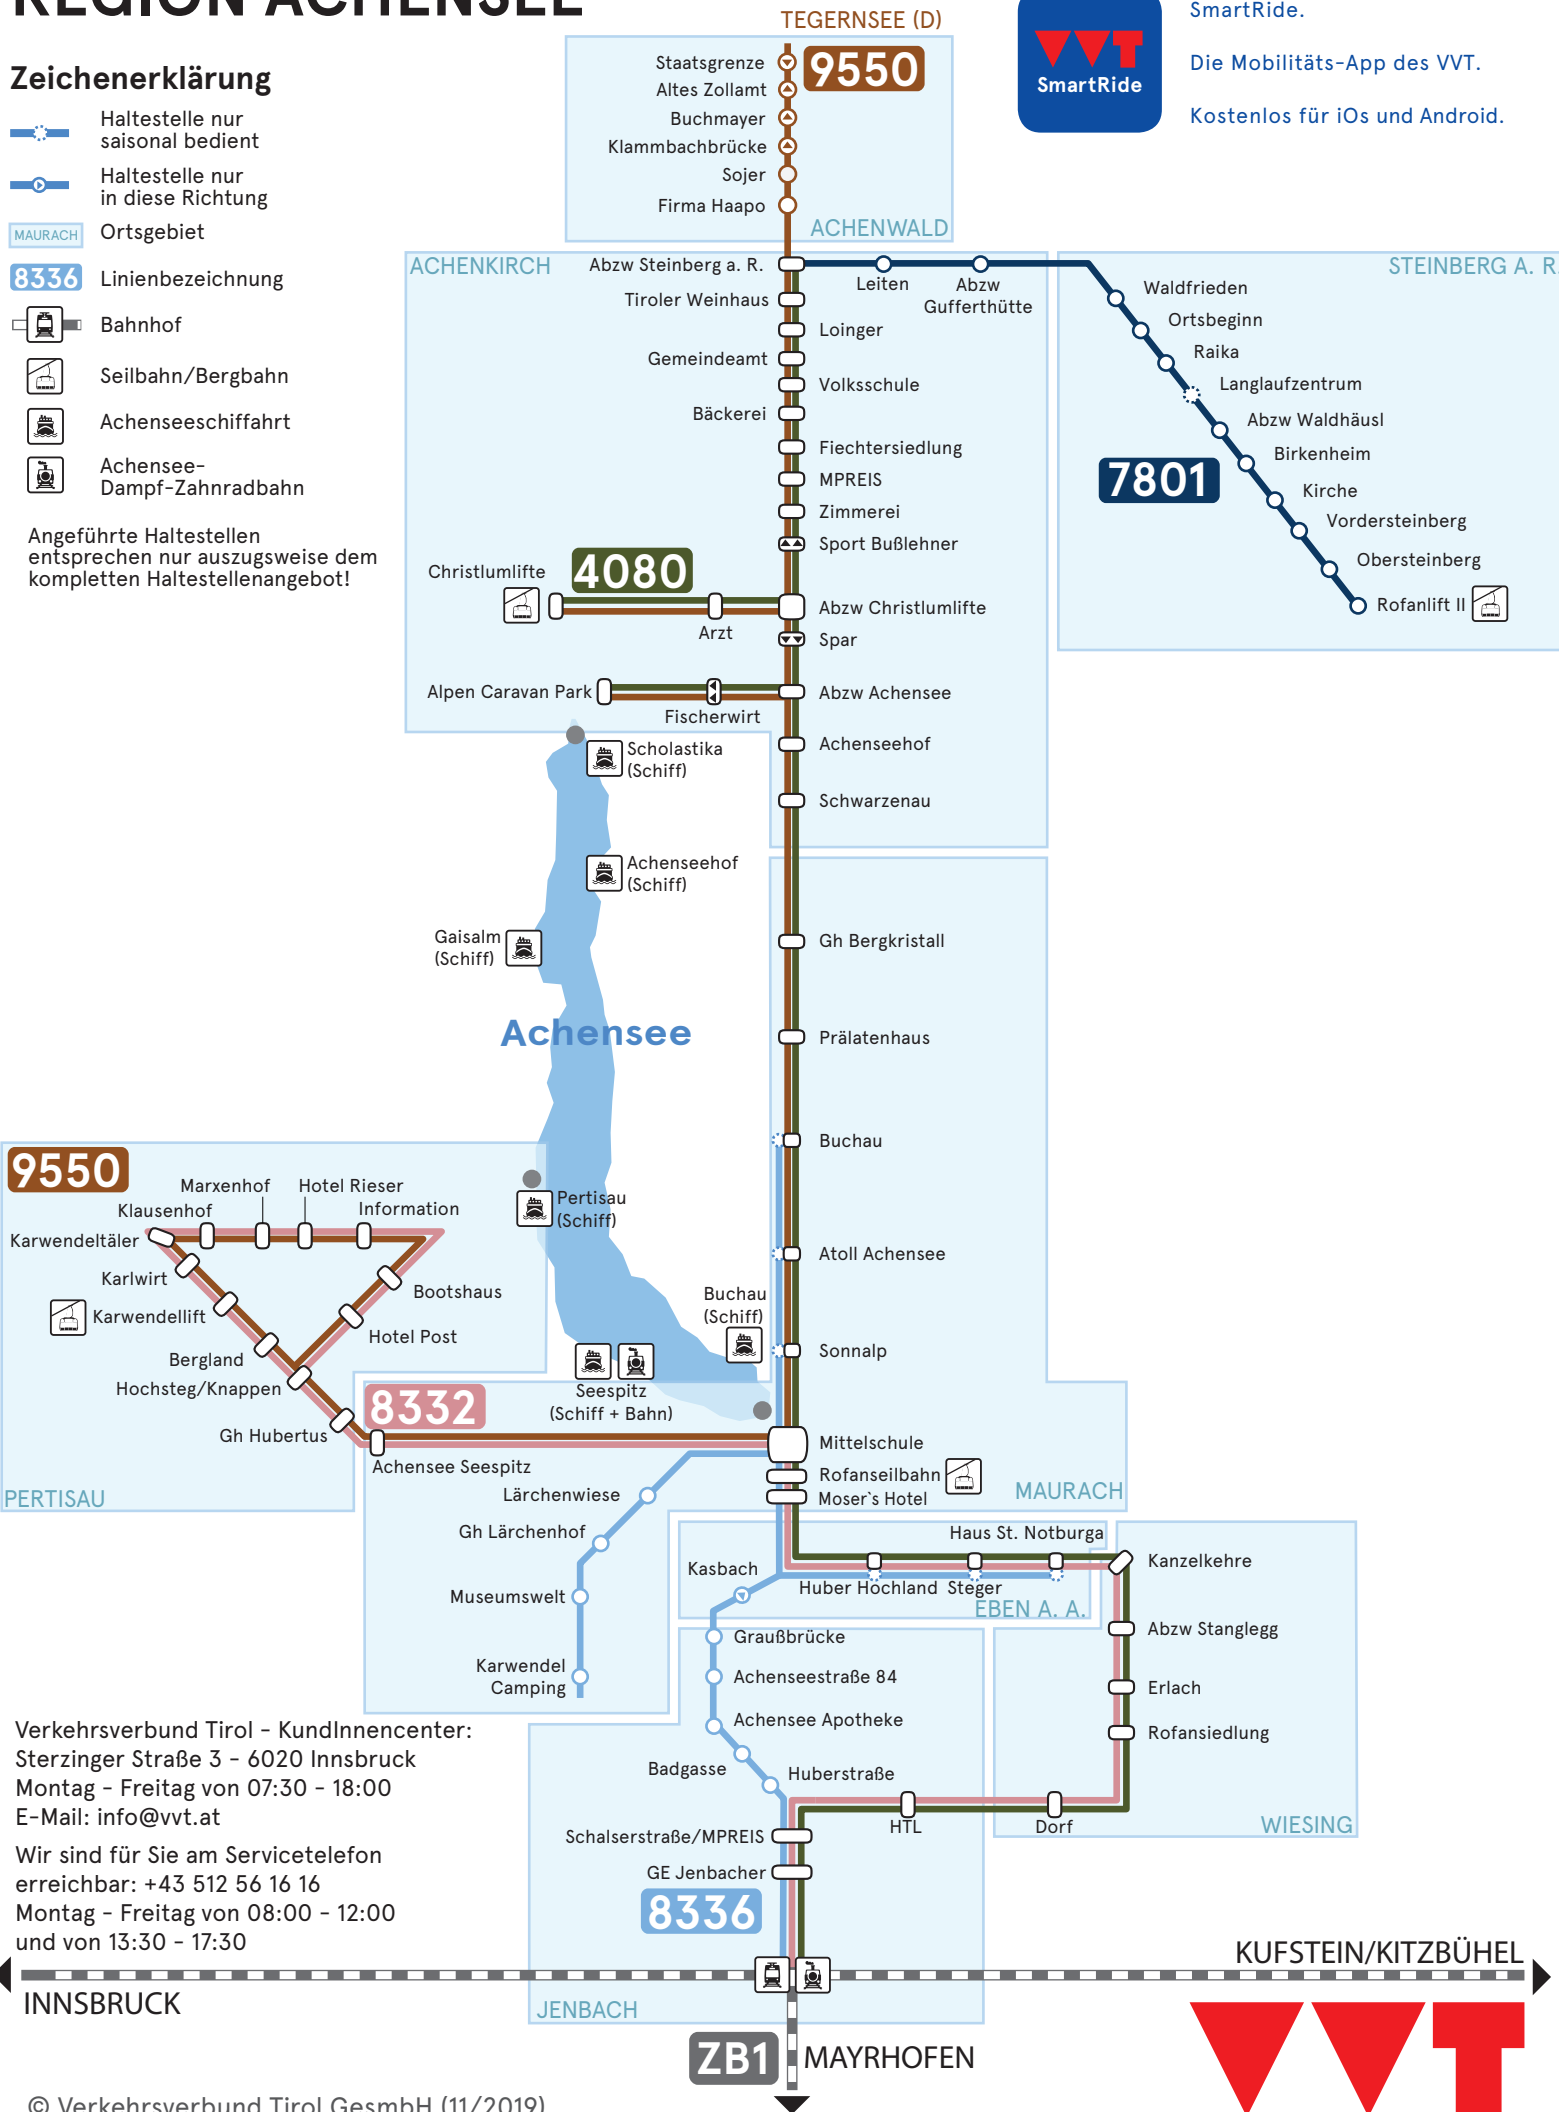 REGION ACHENSEE
Zeichenerklärung
Haltestelle nur
saisonal bedient
Haltestelle nur
in diese Richtung
MAURACH
Ortsgebiet
8336
Linienbezeichnung
Bahnhof
Seilbahn/Bergbahn
Achenseeschiffahrt
Achensee-
Dampf-Zahnradbahn
Angeführte Haltestellen
entsprechen nur auszugsweise dem
kompletten Haltestellenangebot!
TEGERNSEE (D)
9550
Staatsgrenze
Altes Zollamt
Buchmayer
Klammbachbrücke
Sojer
Firma Haapo
ACHENWALD
VVT
SmartRide
SmartRide.
Die Mobilitäts-App des VVT.
Kostenlos für iOs und Android.
ACHENKIRCH
Abzw Steinberg a. R.
Tiroler Weinhaus
Loinger
Gemeindeamt
Volksschule
Bäckerei
Fiechtersiedlung
MPREIS
Zimmerei
Sport Bußlehner
4080
Christlumlifte
Arzt
Abzw Christlumlifte
Spar
Alpen Caravan Park
Fischerwirt
Abzw Achensee
Achenseehof
Schwarzenau
Leiten
Abzw
Gufferthütte
STEINBERG A. R.
Waldfrieden
Ortsbeginn
Raika
Langlaufzentrum
Abzw Waldhäusl
Birkenheim
7801
Kirche
Vordersteinberg
Obersteinberg
Rofanlift II
Scholastika
(Schiff)
Achenseehof
(Schiff)
Gaisalm
(Schiff)
Achensee
Pertisau
(Schiff)
Buchau
(Schiff)
Seespitz
(Schiff + Bahn)
Gh Bergkristall
Prälatenhaus
Buchau
Atoll Achensee
Sonnalp
Mittelschule
Rofanseilbahn
Moser`s Hotel
MAURACH
9550
Marxenhof
Hotel Rieser
Klausenhof
Information
Karwendeltäler
Karlwirt
Bootshaus
Karwendellift
Hotel Post
Bergland
Hochsteg/Knappen
Gh Hubertus
PERTISAU
8332
Achensee Seespitz
Lärchenwiese
Gh Lärchenhof
Museumswelt
Karwendel
Camping
Haus St. Notburga
Kasbach
Huber Hochland
Steger
EBEN A. A.
Kanzelkehre
Abzw Stanglegg
Erlach
Rofansiedlung
WIESING
Graußbrücke
Achenseestraße 84
Achensee Apotheke
Badgasse
Huberstraße
HTL
Dorf
Schalserstraße/MPREIS
GE Jenbacher
8336
JENBACH
Verkehrsverbund Tirol - KundInnencenter:
Sterzinger Straße 3 - 6020 Innsbruck
Montag - Freitag von 07:30 - 18:00
E-Mail: info@vvt.at
Wir sind für Sie am Servicetelefon
erreichbar: +43 512 56 16 16
Montag - Freitag von 08:00 - 12:00
und von 13:30 - 17:30
INNSBRUCK
KUFSTEIN/KITZBÜHEL
ZB1
MAYRHOFEN
VVT
© Verkehrsverbund Tirol GesmbH (11/2019)